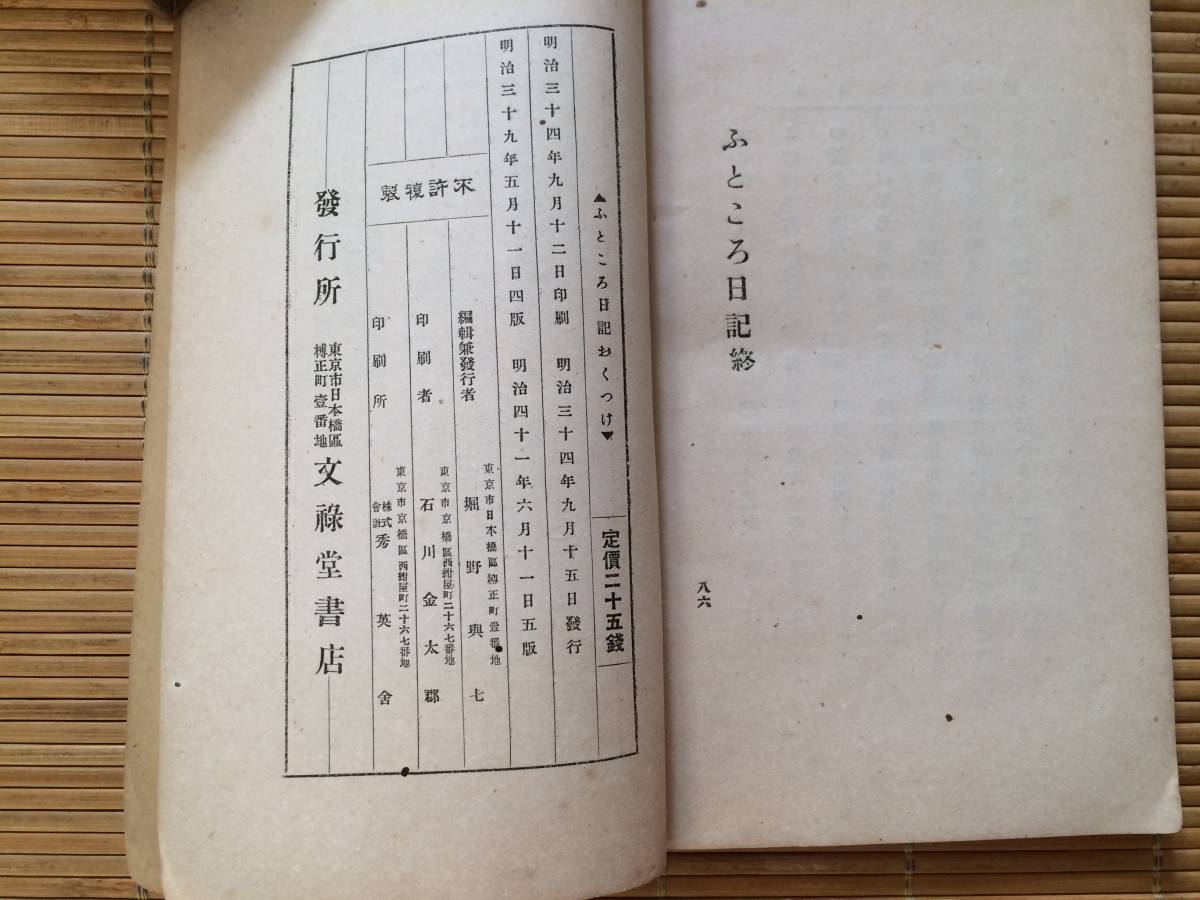 ふところ日記終
八六
▲ふところ日記おくつけ▼
定價二十五錢
明治三十四年九月十二日印刷 明治三十四年九月十五日發行
明治三十九年五月十一日四版 明治四十一年六月十一日五版
不許複製
編輯兼發行者
東京市日本橋區榑正町壹番地
堀野與七
印刷者
東京市京橋區西紺屋町二十六七番地
石川金太郎
印刷所
東京市京橋區西紺屋町二十六七番地
株式會社秀英舍
發行所
東京市日本橋區
榑正町壹番地
文祿堂書店